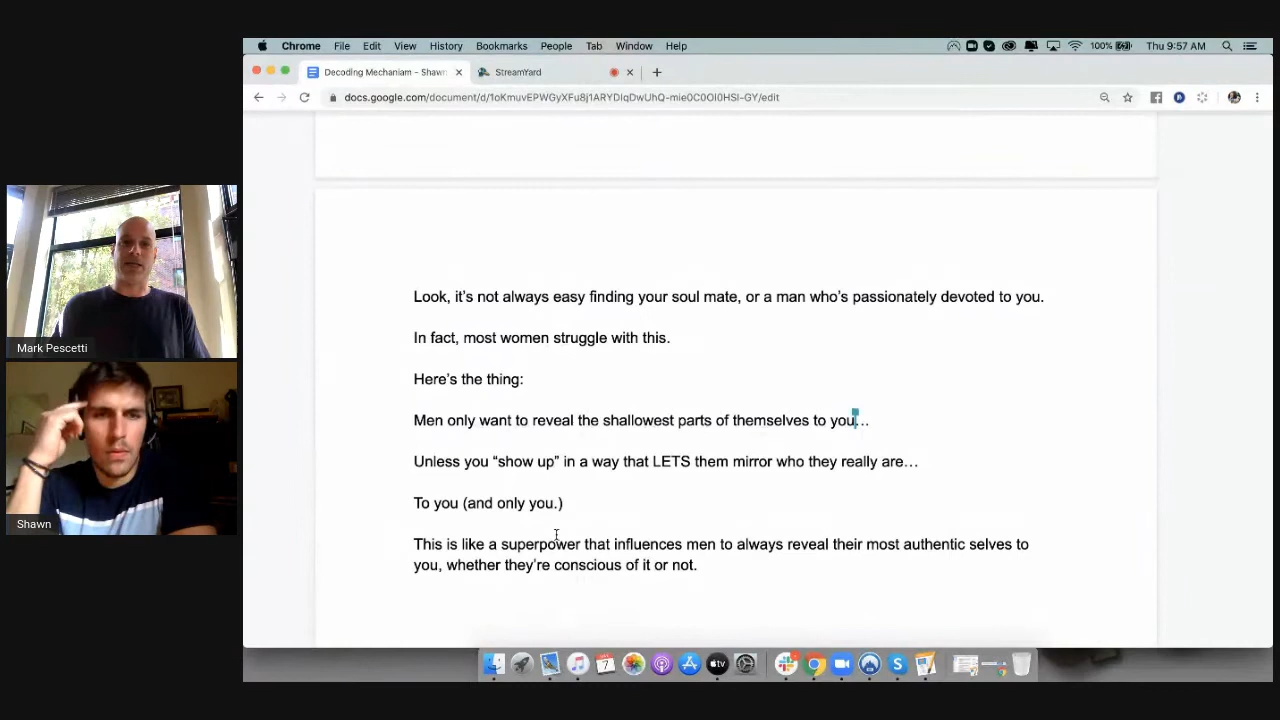 Chrome File Edit View History Bookmarks People Tab Window Help 100% Thu 9:57 AM
Decoding Mechaniam - Shawn StreamYard
docs.google.com/document/d/1oKmuvEPWGyXFu8j1ARYDIqDwUhQ-mie0C0OI0HSI-GY/edit
Look, it’s not always easy finding your soul mate, or a man who’s passionately devoted to you.
In fact, most women struggle with this.
Here’s the thing:
Men only want to reveal the shallowest parts of themselves to you…
Unless you “show up” in a way that LETS them mirror who they really are…
To you (and only you.)
This is like a superpower that influences men to always reveal their most authentic selves to
you, whether they’re conscious of it or not.
Mark Pescetti
Shawn
7
tv